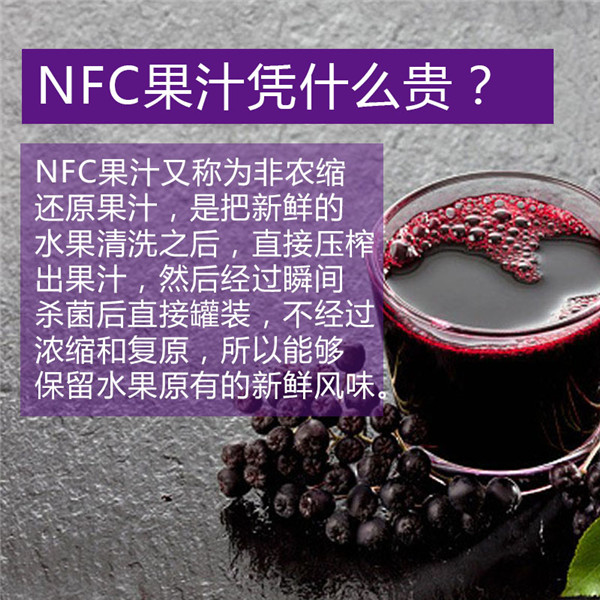 NFC果汁凭什么贵？
NFC果汁又称为非农缩
还原果汁，是把新鲜的
水果清洗之后，直接压榨
出果汁，然后经过瞬间
杀菌后直接罐装，不经过
浓缩和复原，所以能够
保留水果原有的新鲜风味。